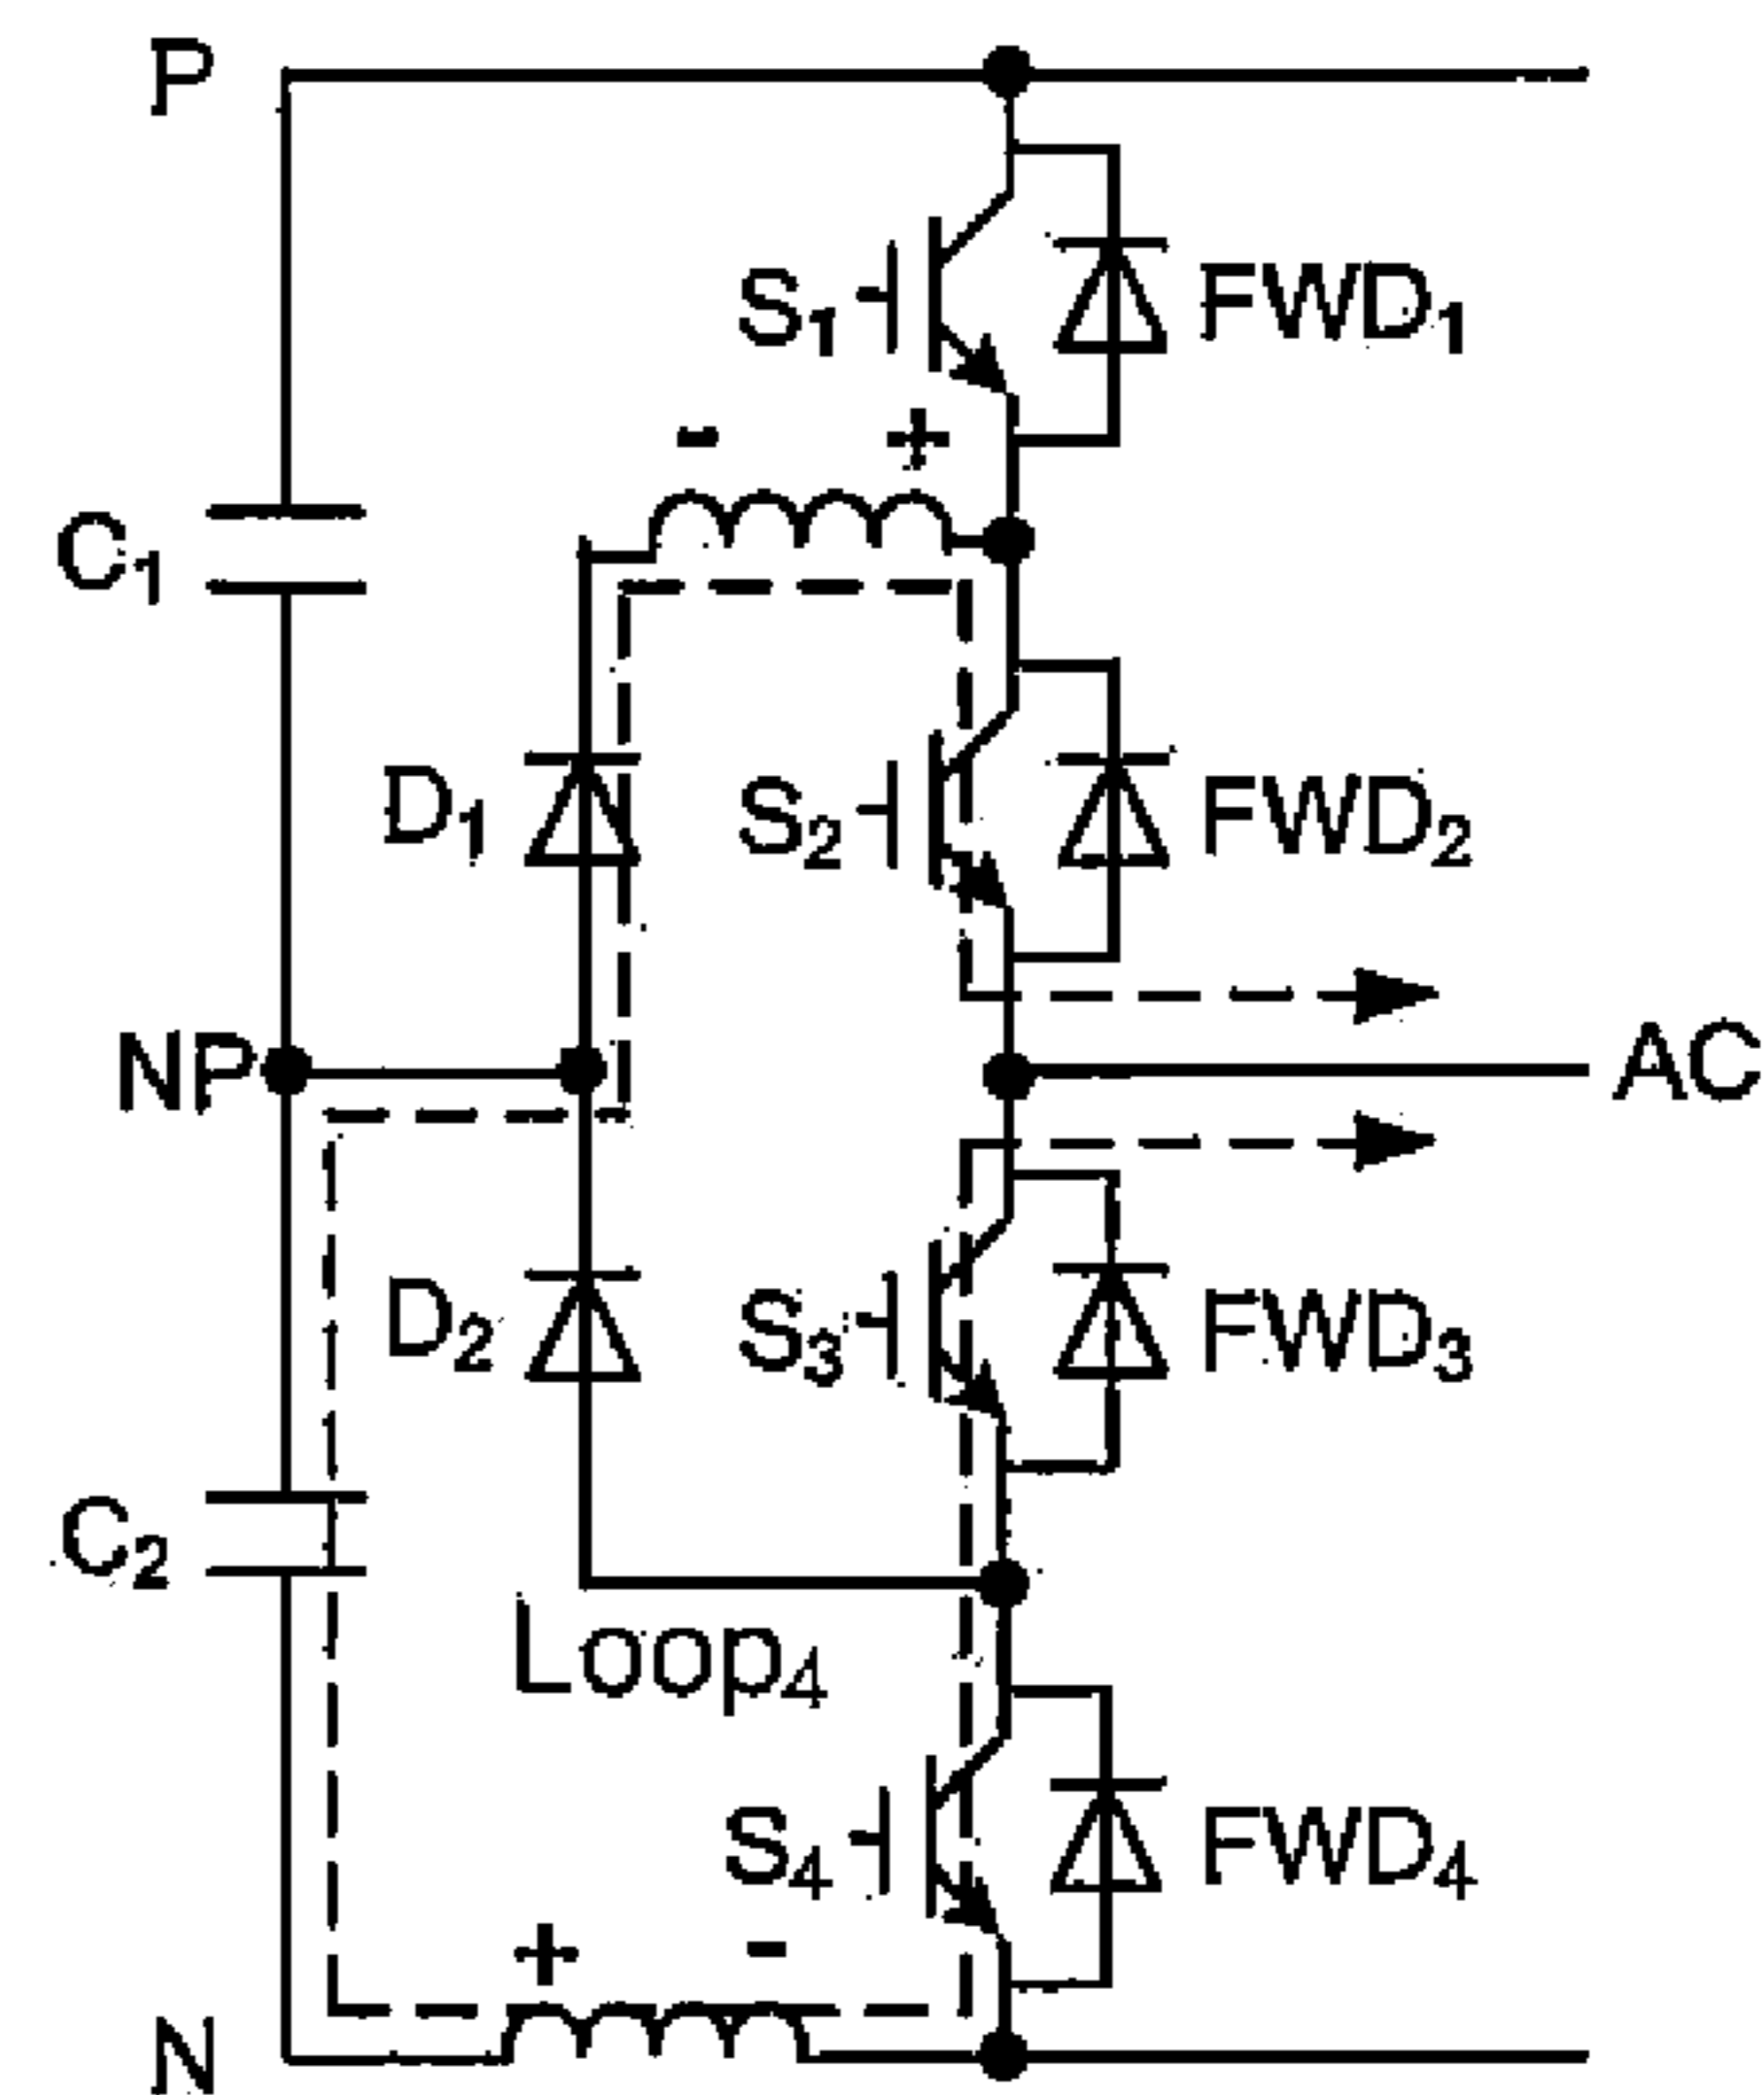 P
S1 FWD1
- +
C1
D1 S2 FWD2
NP AC
D2 S3 FWD3
C2
Loop4
S4 FWD4
+ -
N